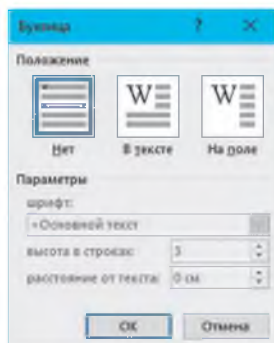 Буквица ? ×
Положение
W W
Нет В тексте На поле
Параметры
шрифт:
+Основной текст
высота в строках: 3
расстояние от текста: 0 см
ОК Отмена